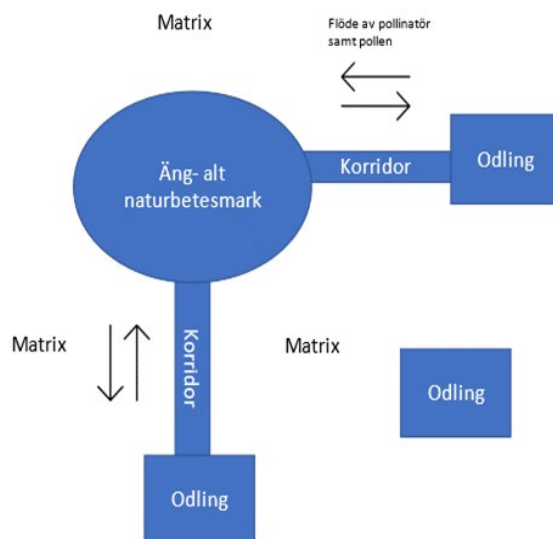 Matrix
Flöde av pollinatör
samt pollen
Äng- alt
naturbetesmark
Korridor
Odling
Matrix
Korridor
Matrix
Odling
Odling